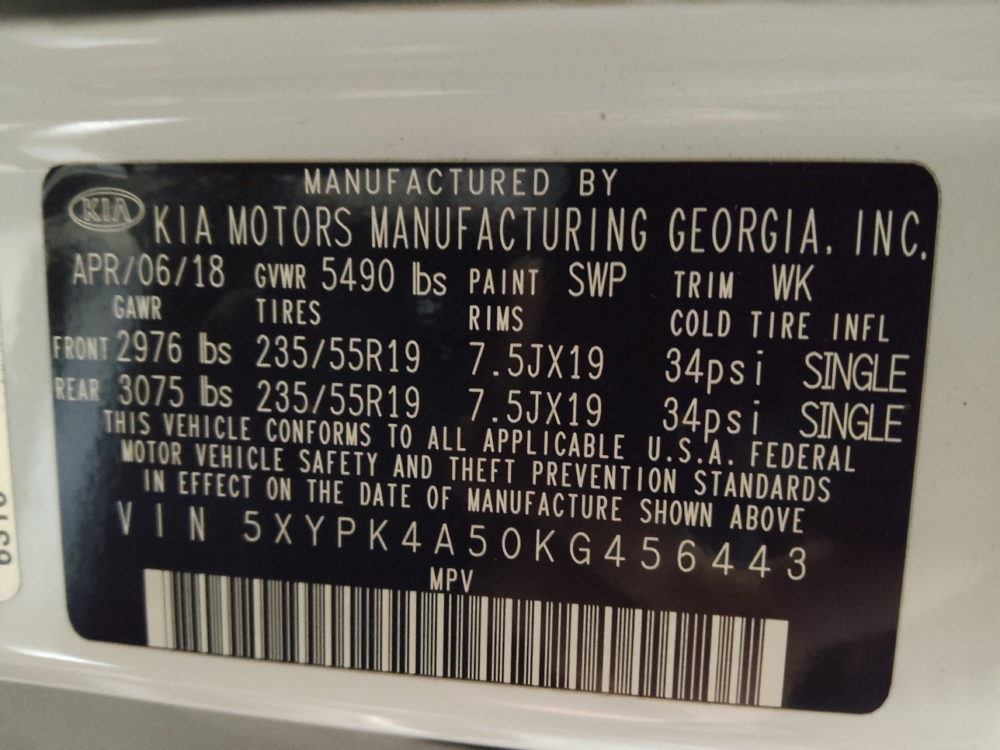 MANUFACTURED BY
KIA KIA MOTORS MANUFACTURING GEORGIA, INC.
APR/06/18 GVWR 5490 lbs PAINT SWP TRIM WK
GAWR TIRES RIMS COLD TIRE INFL
FRONT 2976 lbs 235/55R19 7.5JX19 34psi SINGLE
REAR 3075 lbs 235/55R19 7.5JX19 34psi SINGLE
THIS VEHICLE CONFORMS TO ALL APPLICABLE U.S.A. FEDERAL
MOTOR VEHICLE SAFETY AND THEFT PREVENTION STANDARDS
IN EFFECT ON THE DATE OF MANUFACTURE SHOWN ABOVE
VIN 5XYPK4A50KG456443
MPV